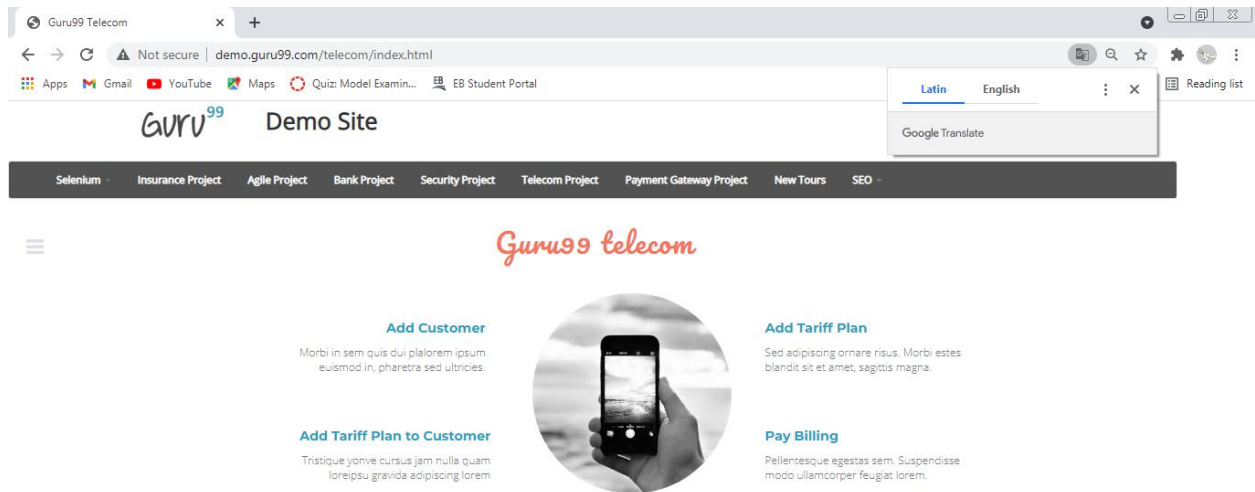 Guru99 Telecom
Not secure | demo.guru99.com/telecom/index.html
Apps Gmail YouTube Maps Quiz: Model Examin... EB EB Student Portal Reading list
Latin English
Google Translate
Guru99 Demo Site
Selenium Insurance Project Agile Project Bank Project Security Project Telecom Project Payment Gateway Project New Tours SEO
Guru99 telecom
Add Customer
Morbi in sem quis dui plalorem ipsum
euismod in, pharetra sed ultricies.
Add Tariff Plan
Sed adipiscing ornare risus. Morbi estes
blandit sit et amet, sagittis magna.
Add Tariff Plan to Customer
Tristique yonve cursus jam nulla quam
loreipsu gravida adipiscing lorem
Pay Billing
Pellentesque egestas sem. Suspendisse
modo ullamcorper feugiat lorem.